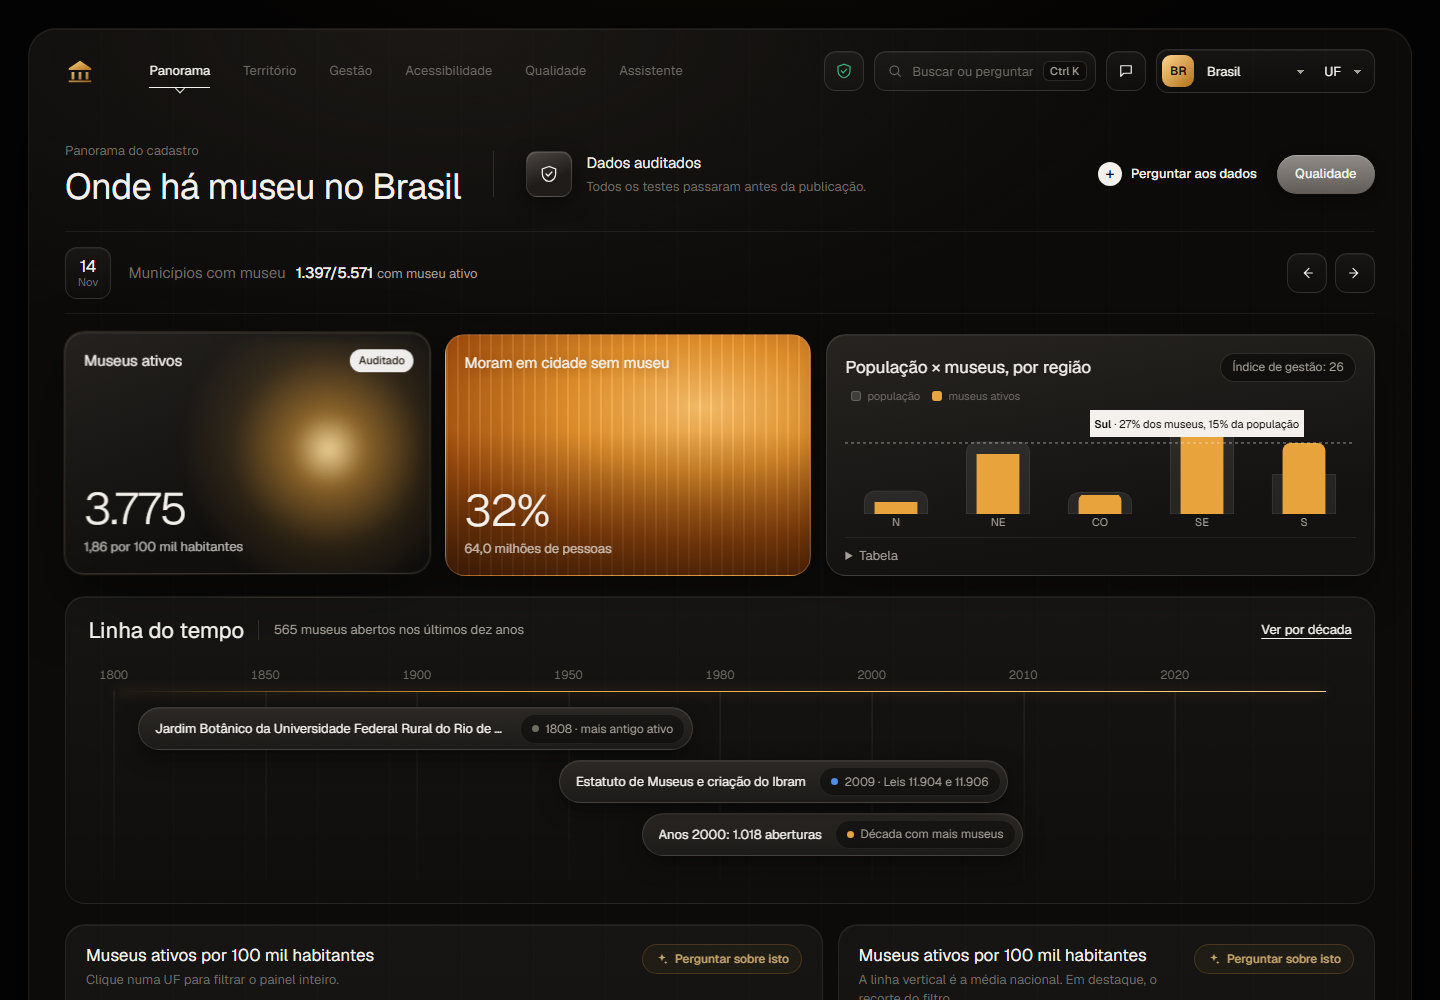 Panorama
Território
Gestão
Acessibilidade
Qualidade
Assistente
Buscar ou perguntar
Ctrl K
BR
Brasil
UF
Panorama do cadastro
Onde há museu no Brasil
Dados auditados
Todos os testes passaram antes da publicação.
+ Perguntar aos dados
Qualidade
14
Nov
Municípios com museu 1.397/5.571 com museu ativo
Museus ativos
Auditado
3.775
1,86 por 100 mil habitantes
Moram em cidade sem museu
32%
64,0 milhões de pessoas
População × museus, por região
Índice de gestão: 26
população
museus ativos
Sul · 27% dos museus, 15% da população
N
NE
CO
SE
S
Tabela
Linha do tempo
565 museus abertos nos últimos dez anos
Ver por década
1800
1850
1900
1950
1980
2000
2010
2020
Jardim Botânico da Universidade Federal Rural do Rio de ...
1808 · mais antigo ativo
Estatuto de Museus e criação do Ibram
2009 · Leis 11.904 e 11.906
Anos 2000: 1.018 aberturas
Década com mais museus
Museus ativos por 100 mil habitantes
Perguntar sobre isto
Clique numa UF para filtrar o painel inteiro.
Museus ativos por 100 mil habitantes
Perguntar sobre isto
A linha vertical é a média nacional. Em destaque, o
recorte do filtro.